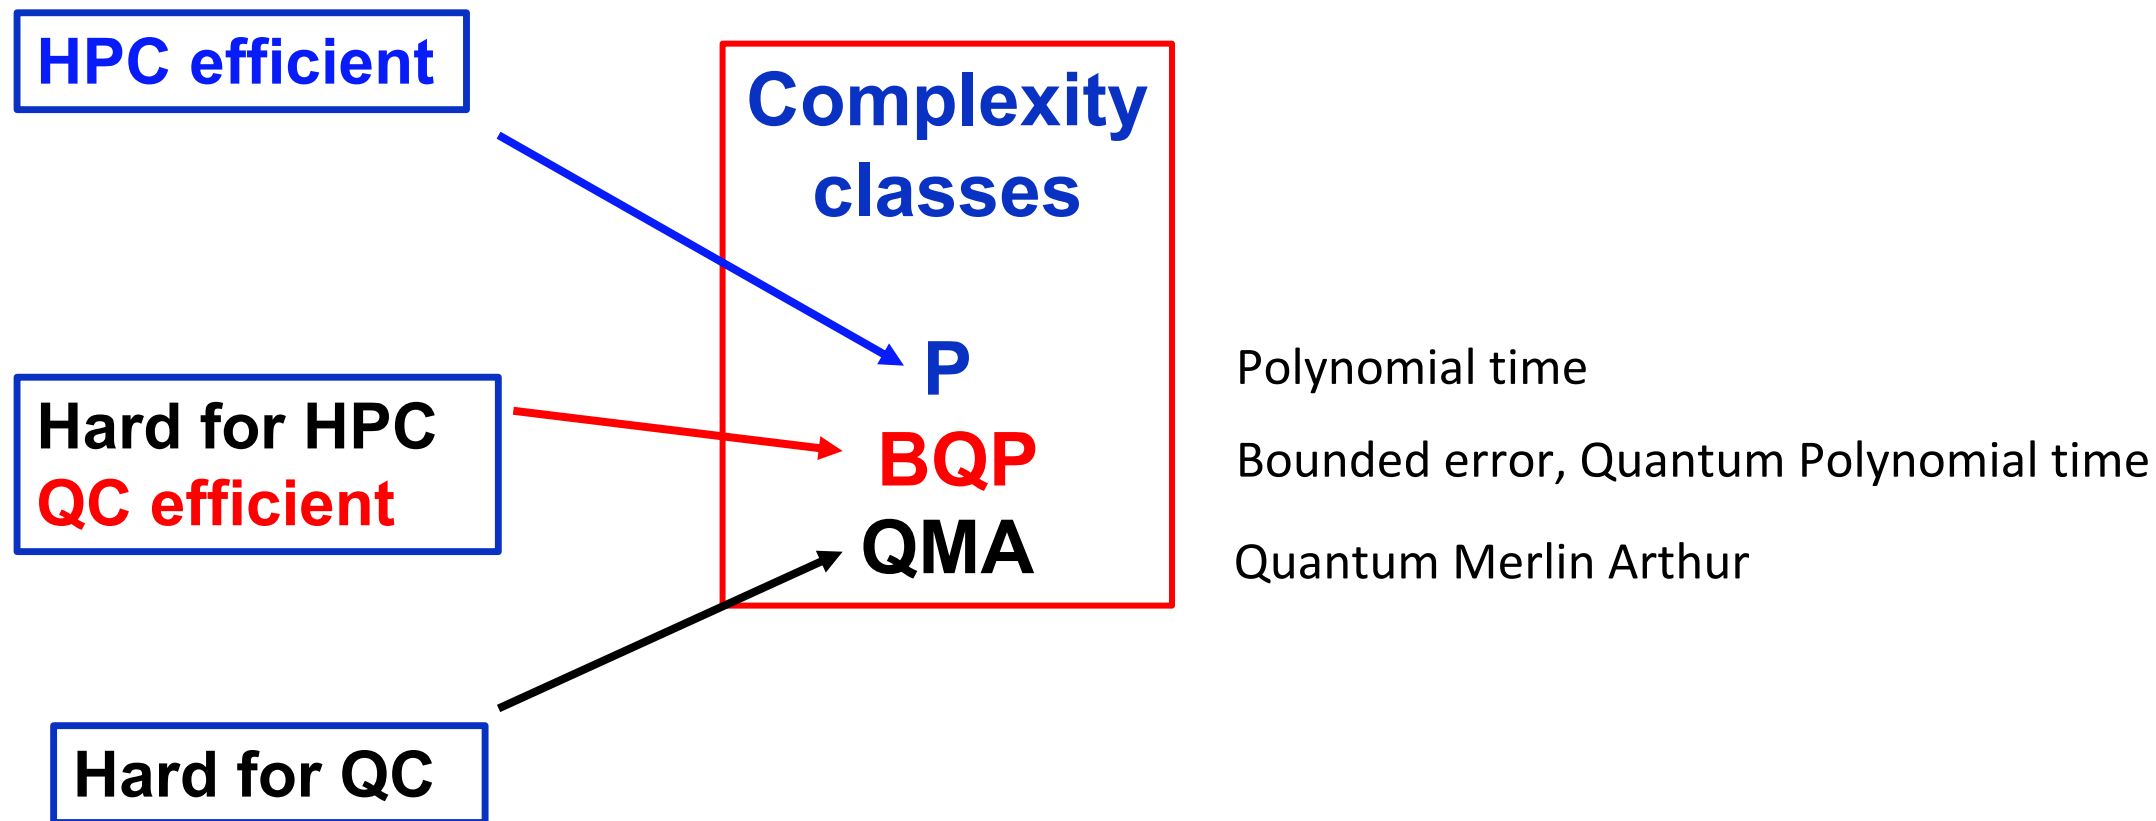 HPC efficient
Complexity
classes
P
Polynomial time
Hard for HPC
QC efficient
BQP
Bounded error, Quantum Polynomial time
QMA
Quantum Merlin Arthur
Hard for QC